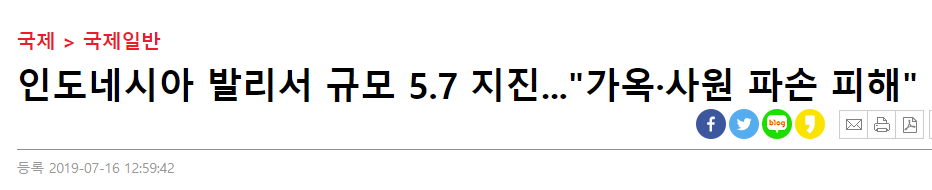 국제 > 국제일반
인도네시아 발리서 규모 5.7 지진..."가옥·사원 파손 피해"
blog
등록 2019-07-16 12:59:42